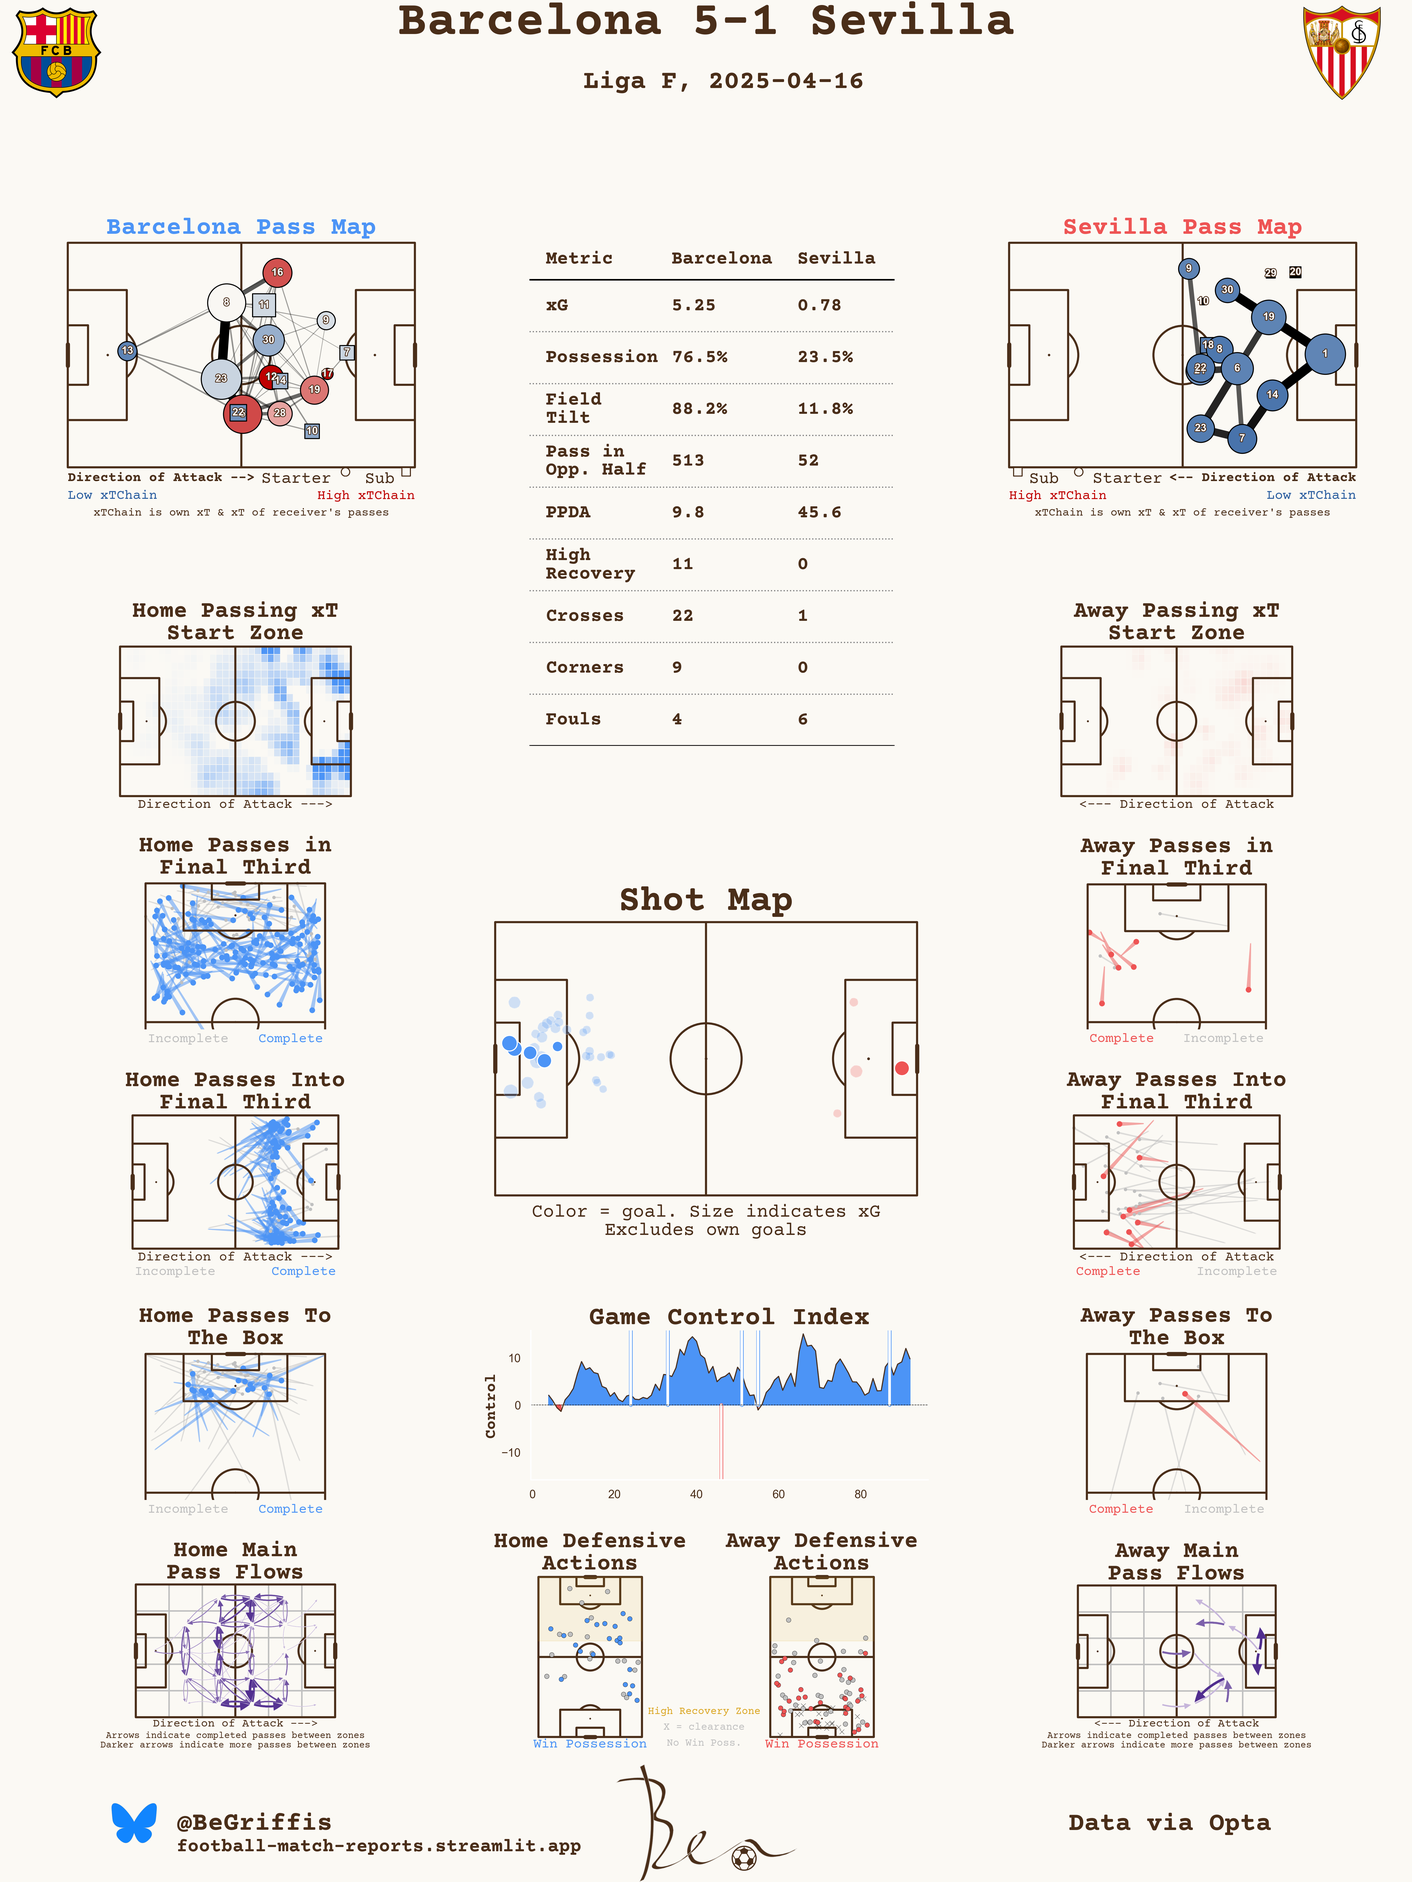 Barcelona 5-1 Sevilla
Liga F, 2025-04-16
FCB
Barcelona Pass Map
16
8
11
9
30
13
7
23
12
14
17
19
22
28
10
Direction of Attack --> Starter Sub
Low xTChain High xTChain
xTChain is own xT & xT of receiver's passes
Metric Barcelona Sevilla
xG 5.25 0.78
Possession 76.5% 23.5%
Field
Tilt 88.2% 11.8%
Pass in
Opp. Half 513 52
PPDA 9.8 45.6
High
Recovery 11 0
Crosses 22 1
Corners 9 0
Fouls 4 6
Sevilla Pass Map
9
29
20
30
10
19
18
8
1
22
6
14
23
7
Sub Starter <-- Direction of Attack
High xTChain Low xTChain
xTChain is own xT & xT of receiver's passes
Home Passing xT
Start Zone
Direction of Attack --->
Away Passing xT
Start Zone
<--- Direction of Attack
Home Passes in
Final Third
Incomplete Complete
Away Passes in
Final Third
Complete Incomplete
Shot Map
Color = goal. Size indicates xG
Excludes own goals
Home Passes Into
Final Third
Direction of Attack --->
Incomplete Complete
Away Passes Into
Final Third
<--- Direction of Attack
Complete Incomplete
Home Passes To
The Box
Incomplete Complete
Game Control Index
Control
10
0
−10
0 20 40 60 80
Away Passes To
The Box
Complete Incomplete
Home Main
Pass Flows
Direction of Attack --->
Arrows indicate completed passes between zones
Darker arrows indicate more passes between zones
Home Defensive
Actions
Win Possession
Away Defensive
Actions
Win Possession
High Recovery Zone
X = clearance
No Win Poss.
Away Main
Pass Flows
<--- Direction of Attack
Arrows indicate completed passes between zones
Darker arrows indicate more passes between zones
@BeGriffis
football-match-reports.streamlit.app
Ben
Data via Opta